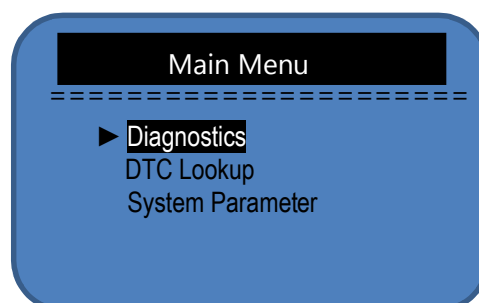 Main Menu
======================
► Diagnostics
DTC Lookup
System Parameter